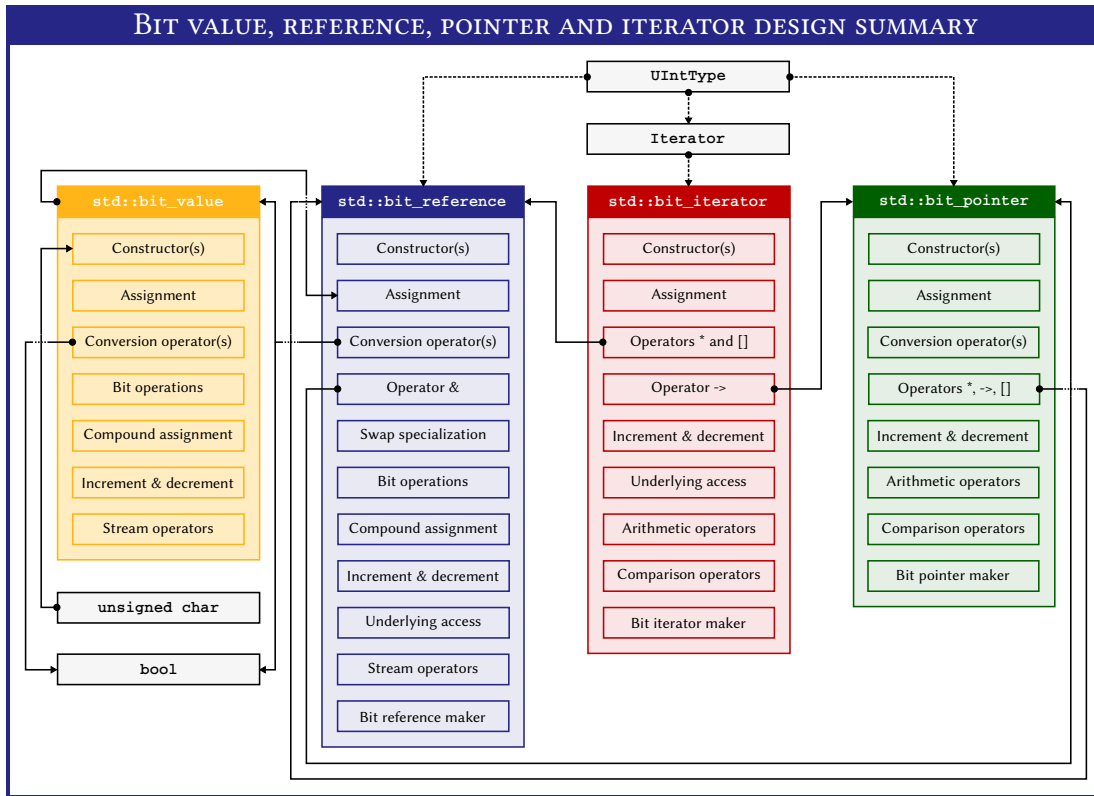 BIT VALUE, REFERENCE, POINTER AND ITERATOR DESIGN SUMMARY
UIntType
Iterator
std::bit_value
Constructor(s)
Assignment
Conversion operator(s)
Bit operations
Compound assignment
Increment & decrement
Stream operators
unsigned char
bool
std::bit_reference
Constructor(s)
Assignment
Conversion operator(s)
Operator &
Swap specialization
Bit operations
Compound assignment
Increment & decrement
Underlying access
Stream operators
Bit reference maker
std::bit_iterator
Constructor(s)
Assignment
Operators * and []
Operator ->
Increment & decrement
Underlying access
Arithmetic operators
Comparison operators
Bit iterator maker
std::bit_pointer
Constructor(s)
Assignment
Conversion operator(s)
Operators *, ->, []
Increment & decrement
Arithmetic operators
Comparison operators
Bit pointer maker